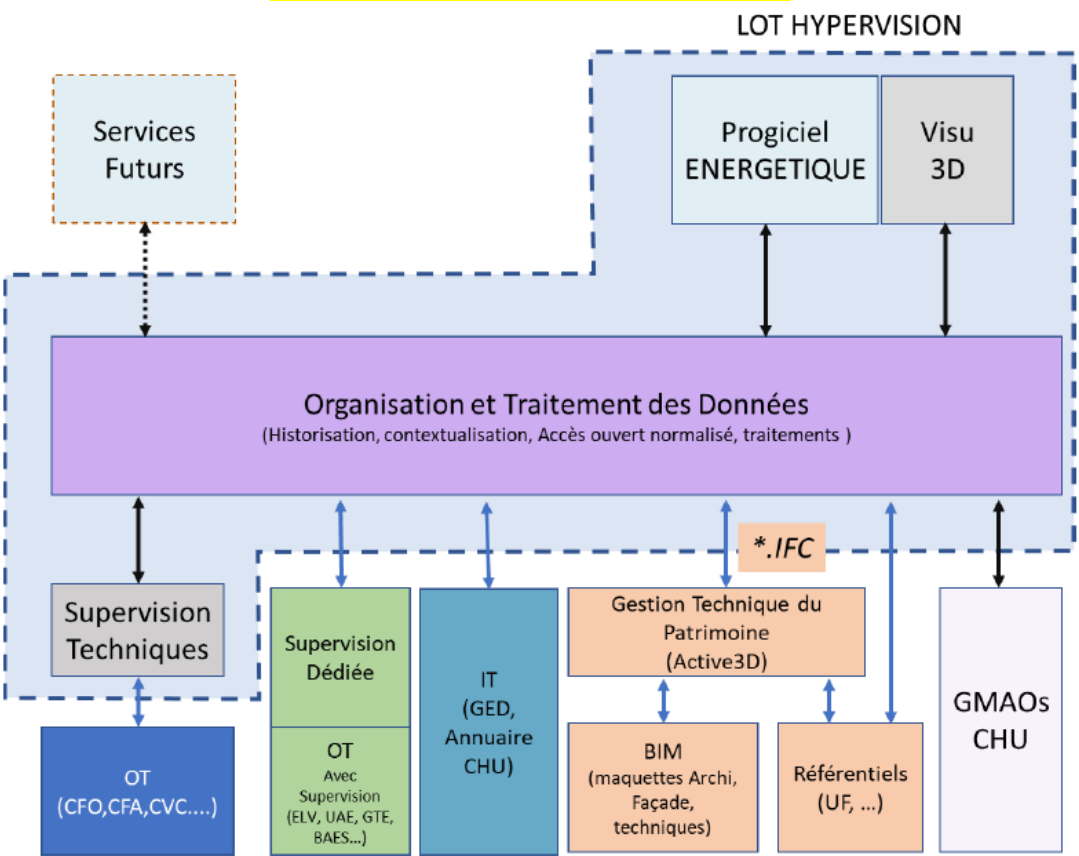 LOT HYPERVISION
Services
Futurs
Progiciel
ENERGETIQUE
Visu
3D
Organisation et Traitement des Données
(Historisation, contextualisation, Accès ouvert normalisé, traitements )
*.IFC
Supervision
Techniques
OT
(CFO,CFA,CVC....)
Supervision
Dédiée
OT
Avec
Supervision
(ELV, UAE, GTE,
BAES...)
IT
(GED,
Annuaire
CHU)
Gestion Technique du
Patrimoine
(Active3D)
BIM
(maquettes Archi,
Façade,
techniques)
Référentiels
(UF, ...)
GMAOs
CHU